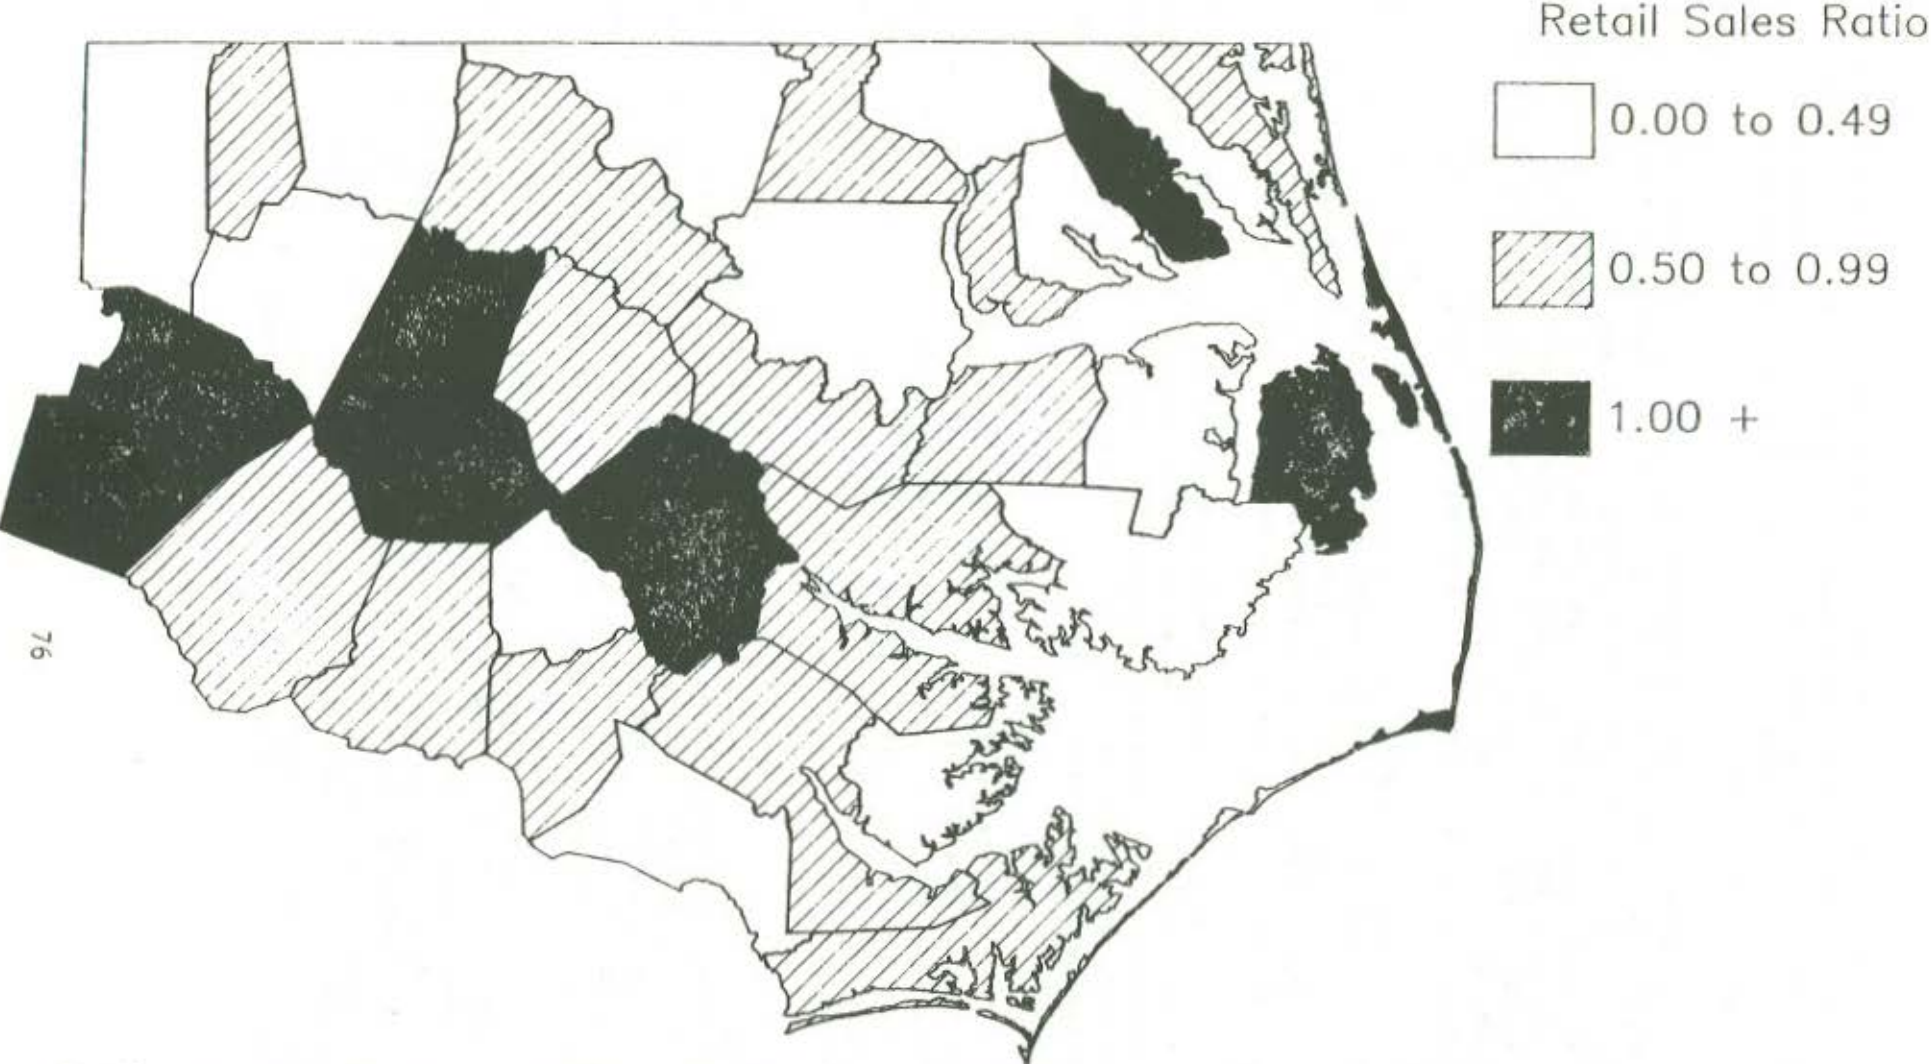 Retail Sales Ratio
0.00 to 0.49
0.50 to 0.99
1.00 +
76